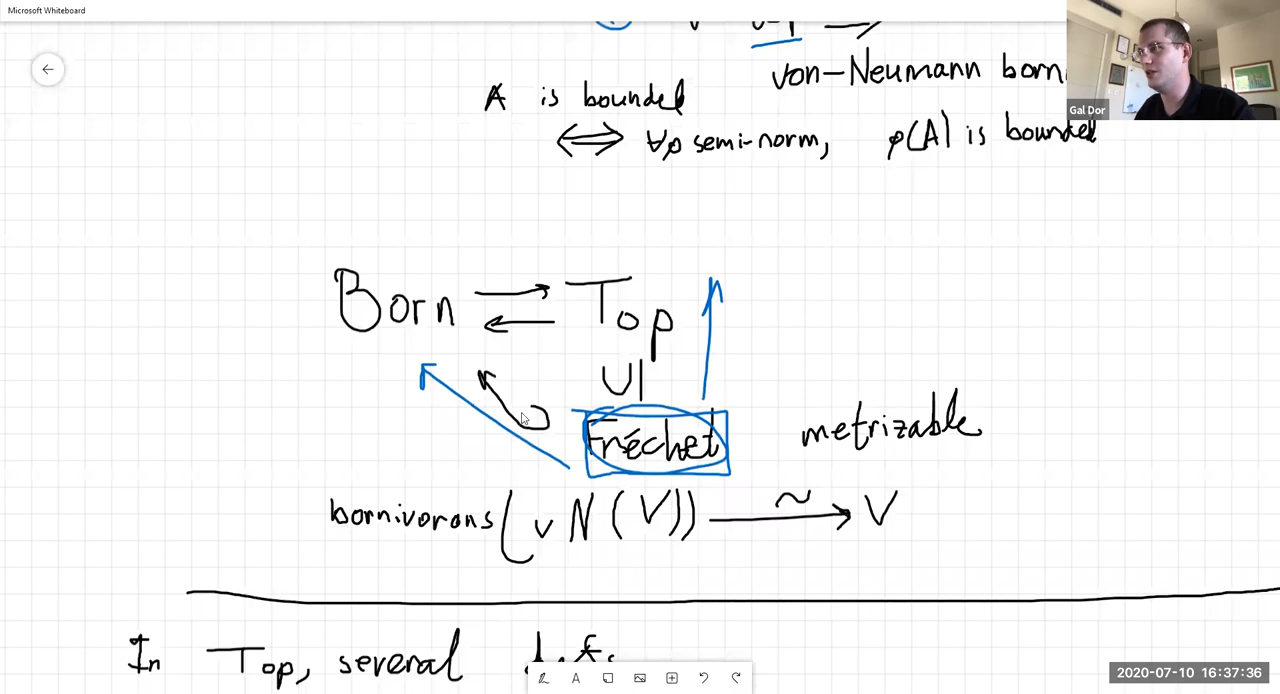 Microsoft Whiteboard
von-Neumann born
A is bounded
⟺ ∀p semi-norm, p(A) is bounded
Gal Dor
Born ⇄ Top
UI
Fréchet metrizable
bornivorons (vN(V)) ⟶~ V
In Top, several
2020-07-10 16:37:36